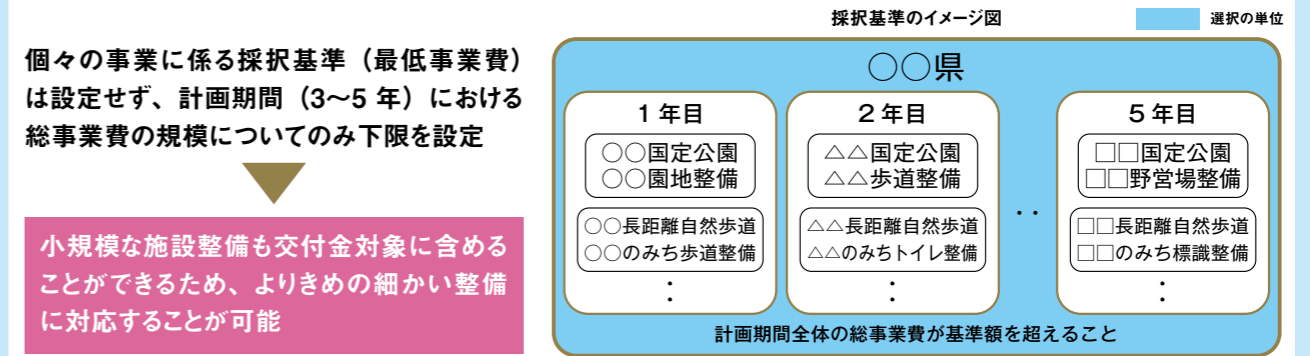 採択基準のイメージ図
選択の単位
個々の事業に係る採択基準（最低事業費）
は設定せず、計画期間（3～5 年）における
総事業費の規模についてのみ下限を設定
小規模な施設整備も交付金対象に含める
ことができるため、よりきめの細かい整備
に対応することが可能
○○県
1 年目
○○国定公園
○○園地整備
○○長距離自然歩道
○○のみち歩道整備
：
2 年目
△△国定公園
△△歩道整備
△△長距離自然歩道
△△のみちトイレ整備
：
‥
5 年目
□□国定公園
□□野営場整備
□□長距離自然歩道
□□のみち標識整備
：
計画期間全体の総事業費が基準額を超えること